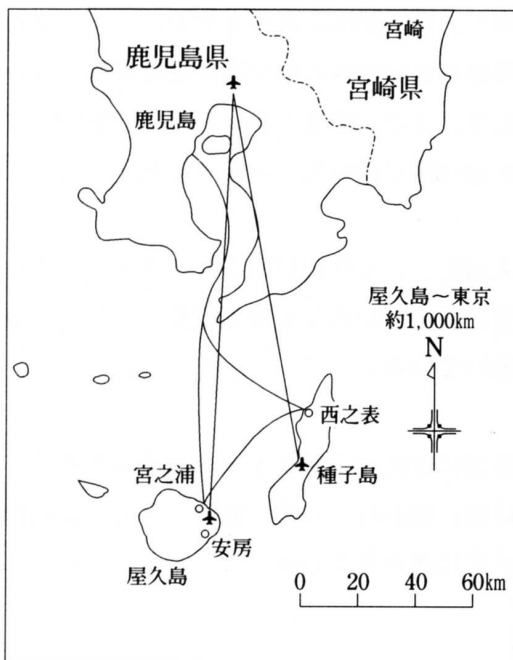 宮崎
鹿児島県
宮崎県
鹿児島
屋久島～東京
約1,000km
N
西之表
宮之浦
種子島
安房
屋久島
0 20 40 60km